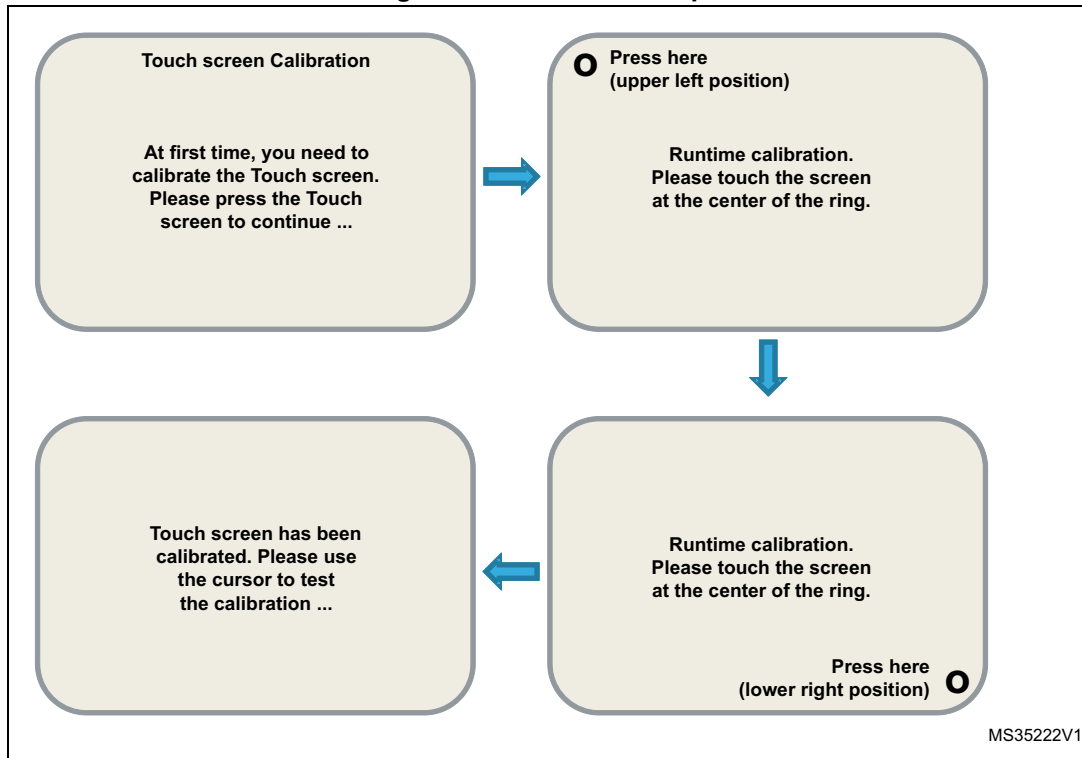 Touch screen Calibration
At first time, you need to
calibrate the Touch screen.
Please press the Touch
screen to continue ...
O Press here
(upper left position)
Runtime calibration.
Please touch the screen
at the center of the ring.
Runtime calibration.
Please touch the screen
at the center of the ring.
Press here
(lower right position) O
Touch screen has been
calibrated. Please use
the cursor to test
the calibration ...
MS35222V1